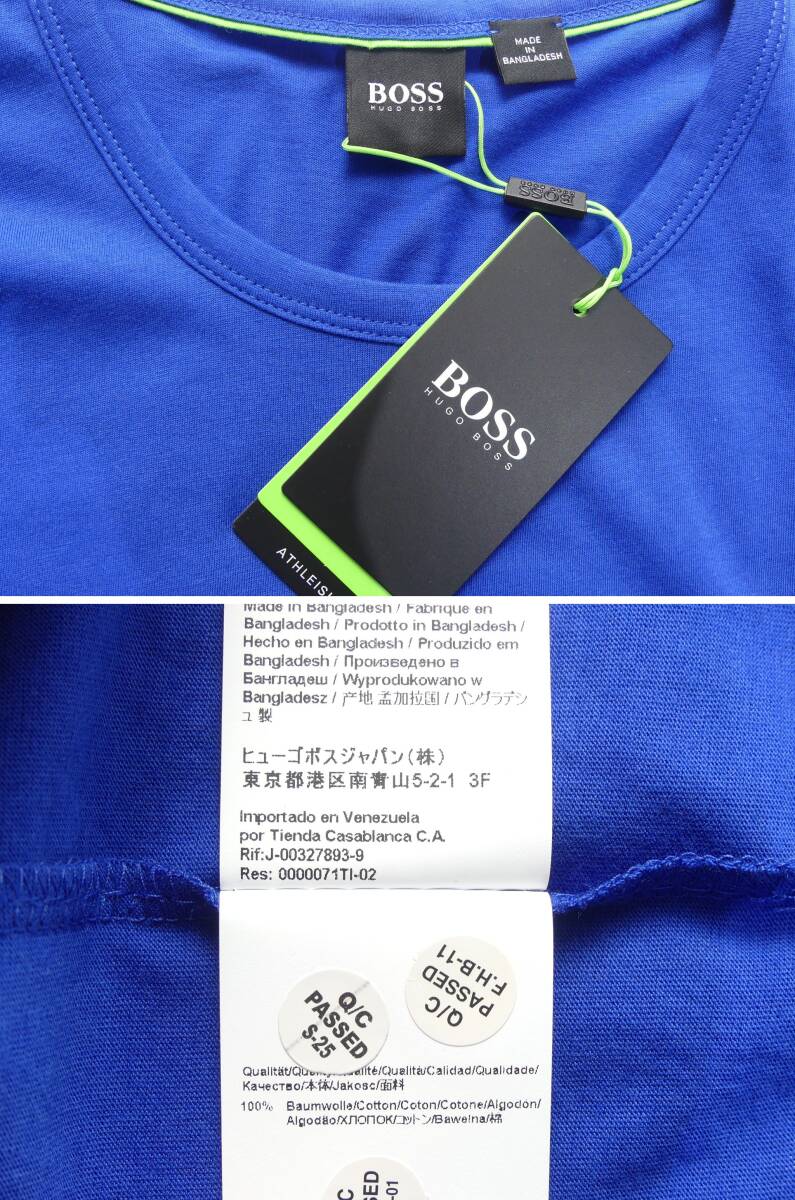 BOSS
HUGO BOSS
MADE
IN
BANGLADESH
BOSS
HUGO BOSS
BOSS
HUGO BOSS
Made in Bangladesh / Fabriqué en
Bangladesh / Prodotto in Bangladesh /
Hecho en Bangladesh / Produzido em
Bangladesh / Произведено в
Бангладеш / Wyprodukowano w
Bangladesz / 产地 孟加拉国 / バングラデシ
ュ 製
ヒューゴボスジャパン(株)
東京都港区南青山5-2-1 3F
Importado en Venezuela
por Tienda Casablanca C.A.
Rif:J-00327893-9
Res: 0000071TI-02
Q/C
PASSED
F.H.B-11
Q/C
PASSED
S-25
Qualität/Quality/Qualité/Qualità/Calidad/Qualidade/
Качество/本体/Jakosc/面料
100% Baumwolle/Cotton/Coton/Cotone/Algodón/
Algodão/ХЛОПОК/コットン/Bawełna/棉
PASSED
-01